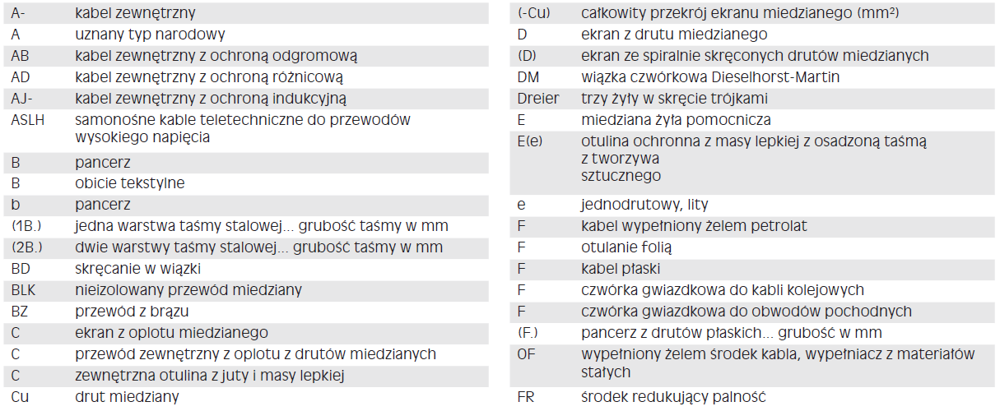 A- kabel zewnętrzny
A uznany typ narodowy
AB kabel zewnętrzny z ochroną odgromową
AD kabel zewnętrzny z ochroną różnicową
AJ- kabel zewnętrzny z ochroną indukcyjną
ASLH samonośne kable teletechniczne do przewodów
wysokiego napięcia
B pancerz
B obicie tekstylne
b pancerz
(1B.) jedna warstwa taśmy stalowej... grubość taśmy w mm
(2B.) dwie warstwy taśmy stalowej... grubość taśmy w mm
BD skręcanie w wiązki
BLK nieizolowany przewód miedziany
BZ przewód z brązu
C ekran z oplotu miedzianego
C przewód zewnętrzny z oplotu z drutów miedzianych
C zewnętrzna otulina z juty i masy lepkiej
Cu drut miedziany
(-Cu) całkowity przekrój ekranu miedzianego (mm²)
D ekran z drutu miedzianego
(D) ekran ze spiralnie skręconych drutów miedzianych
DM wiązka czwórkowa Dieselhorst-Martin
Dreier trzy żyły w skręcie trójkami
E miedziana żyła pomocnicza
E(e) otulina ochronna z masy lepkiej z osadzoną taśmą
z tworzywa
sztucznego
e jednodrutowy, lity
F kabel wypełniony żelem petrolat
F otulanie folią
F kabel płaski
F czwórka gwiazdkowa do kabli kolejowych
F czwórka gwiazdkowa do obwodów pochodnych
(F.) pancerz z drutów płaskich... grubość w mm
OF wypełniony żelem środek kabla, wypełniacz z materiałów
stałych
FR środek redukujący palność